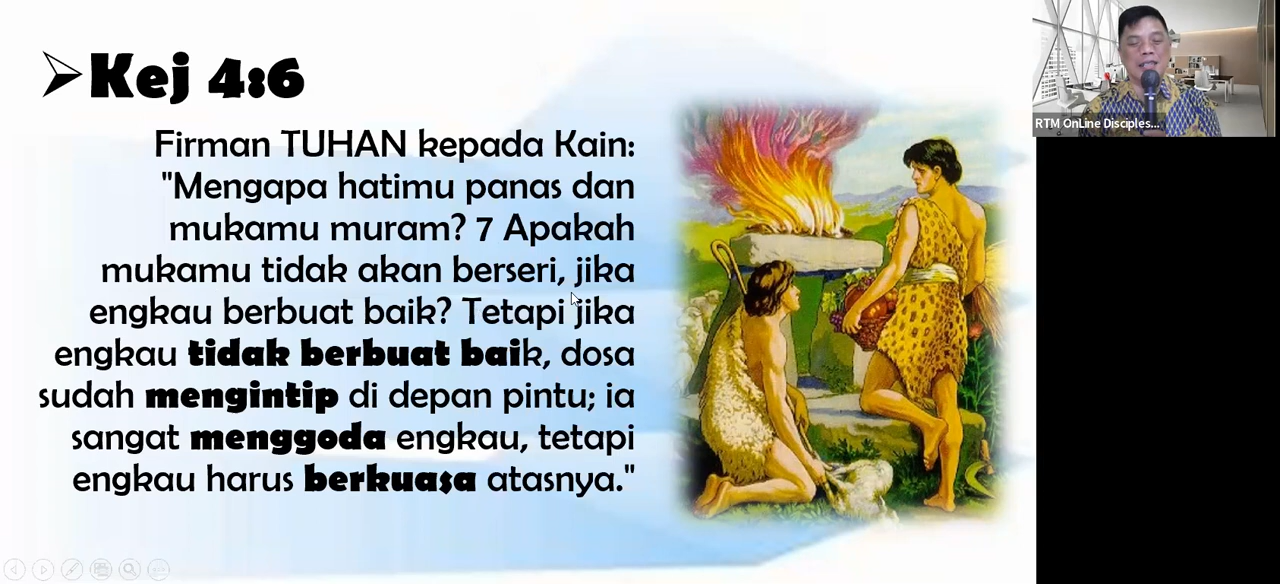 Kej 4:6
Firman TUHAN kepada Kain:
"Mengapa hatimu panas dan
mukamu muram? 7 Apakah
mukamu tidak akan berseri, jika
engkau berbuat baik? Tetapi jika
engkau tidak berbuat baik, dosa
sudah mengintip di depan pintu; ia
sangat menggoda engkau, tetapi
engkau harus berkuasa atasnya."
RTM OnLine Disciples...